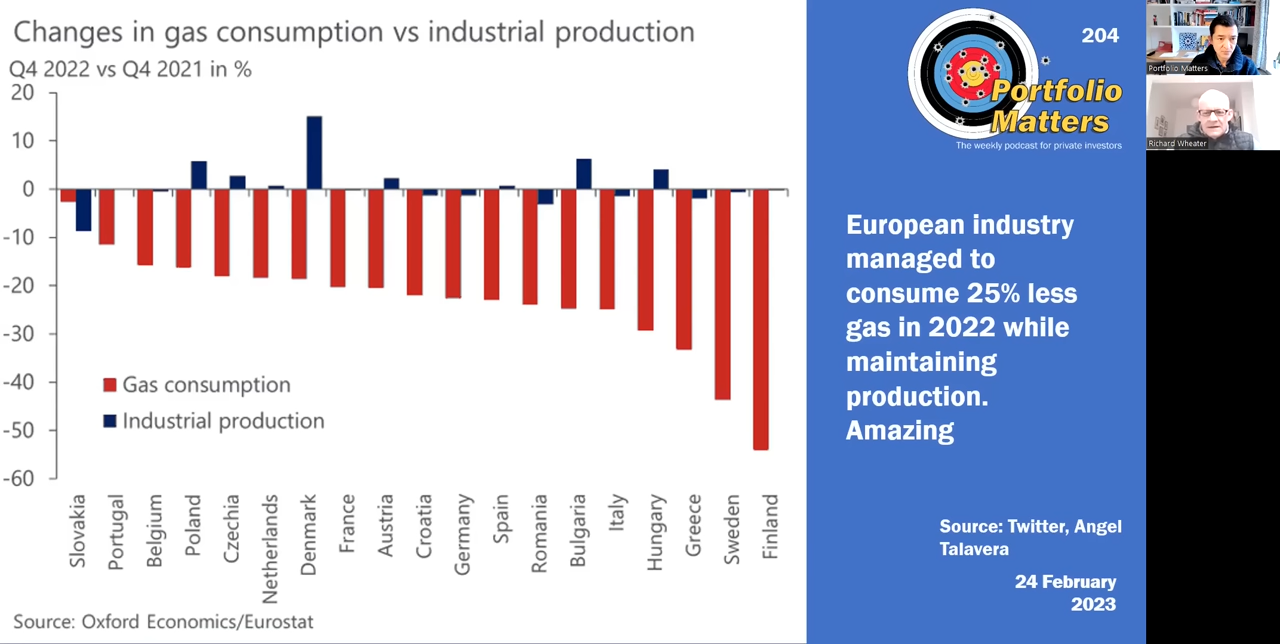 Changes in gas consumption vs industrial production
Q4 2022 vs Q4 2021 in %
20
10
0
-10
-20
-30
-40
-50
-60
Gas consumption
Industrial production
Slovakia
Portugal
Belgium
Poland
Czechia
Netherlands
Denmark
France
Austria
Croatia
Germany
Spain
Romania
Bulgaria
Italy
Hungary
Greece
Sweden
Finland
Source: Oxford Economics/Eurostat
204
Portfolio
Matters
The weekly podcast for private investors
European industry
managed to
consume 25% less
gas in 2022 while
maintaining
production.
Amazing
Source: Twitter, Angel
Talavera
24 February
2023
Portfolio Matters
Richard Wheater